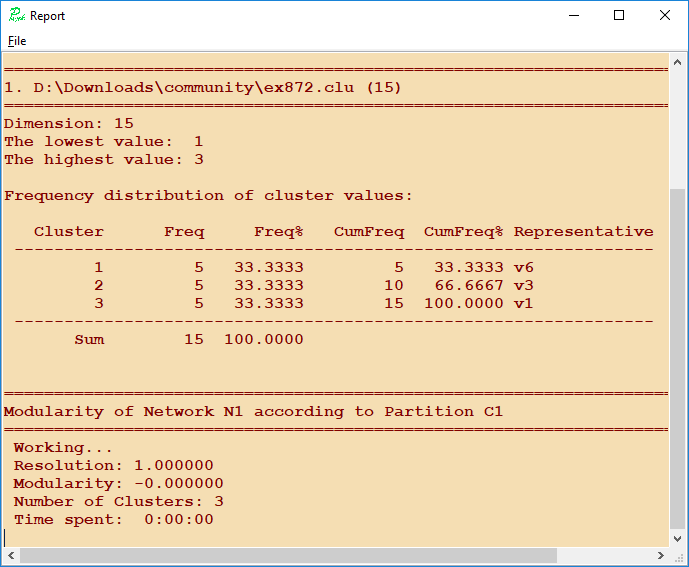 Report
File
==================================================================
1. D:\Downloads\community\ex872.clu (15)
==================================================================
Dimension: 15
The lowest value:  1
The highest value: 3
Frequency distribution of cluster values:
   Cluster      Freq     Freq%   CumFreq  CumFreq% Representative
 ----------------------------------------------------------------
         1         5   33.3333         5   33.3333 v6
         2         5   33.3333        10   66.6667 v3
         3         5   33.3333        15  100.0000 v1
 ----------------------------------------------------------------
       Sum        15  100.0000
==================================================================
Modularity of Network N1 according to Partition C1
==================================================================
 Working...
 Resolution: 1.000000
 Modularity: -0.000000
 Number of Clusters: 3
 Time spent:  0:00:00